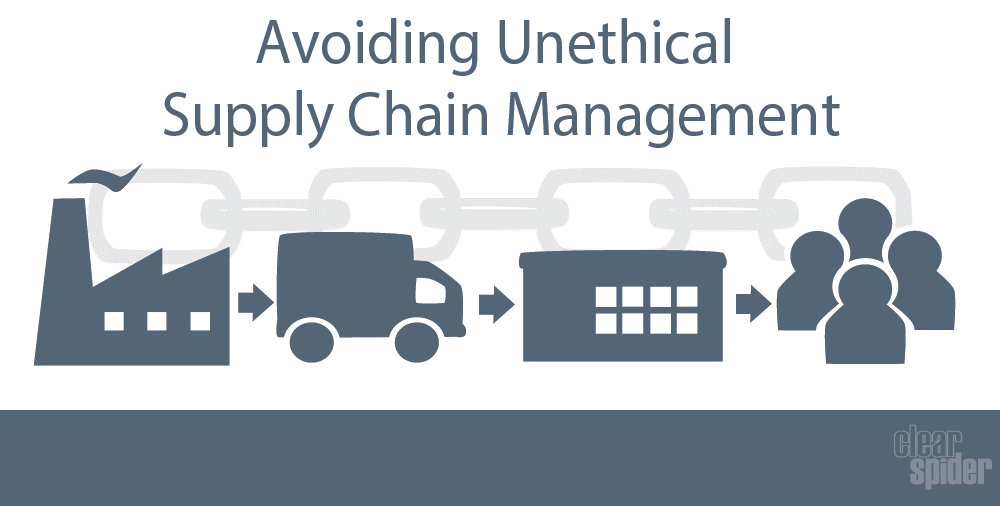 Avoiding Unethical
Supply Chain Management
clear
spider